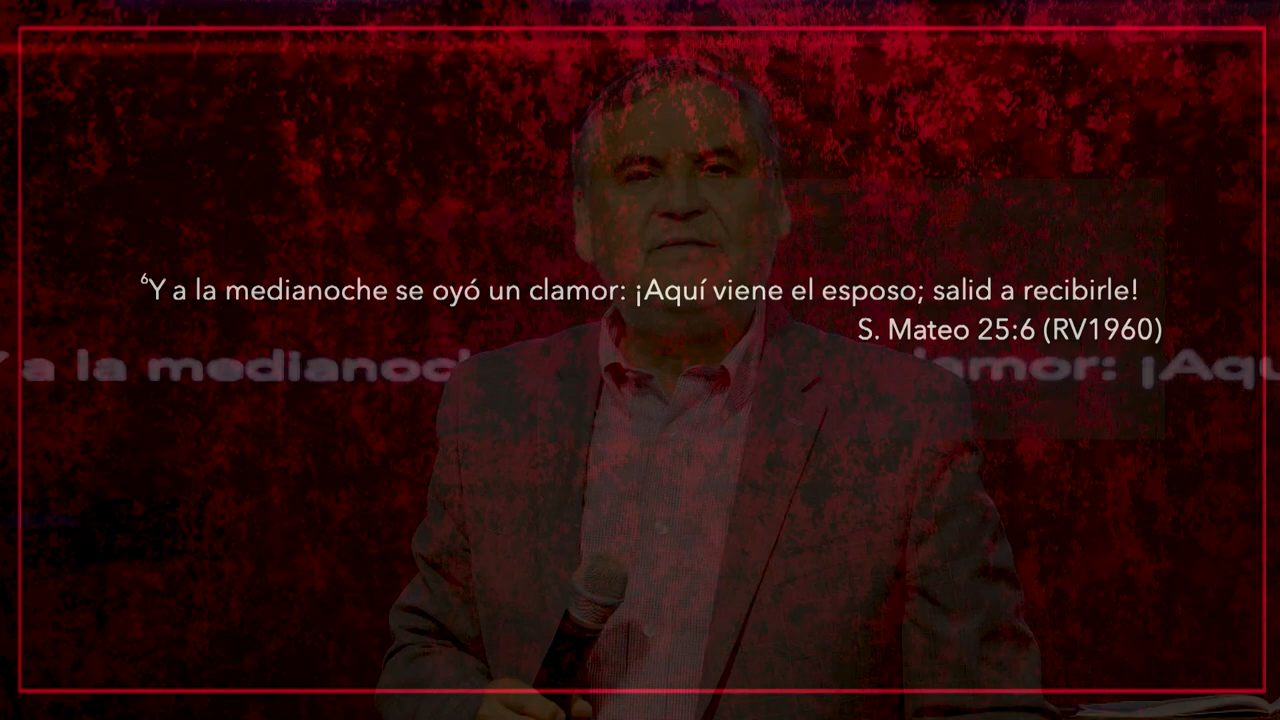 ⁶Y a la medianoche se oyó un clamor: ¡Aquí viene el esposo; salid a recibirle!
S. Mateo 25:6 (RV1960)
Y a la medianoc
amor: ¡Aqu